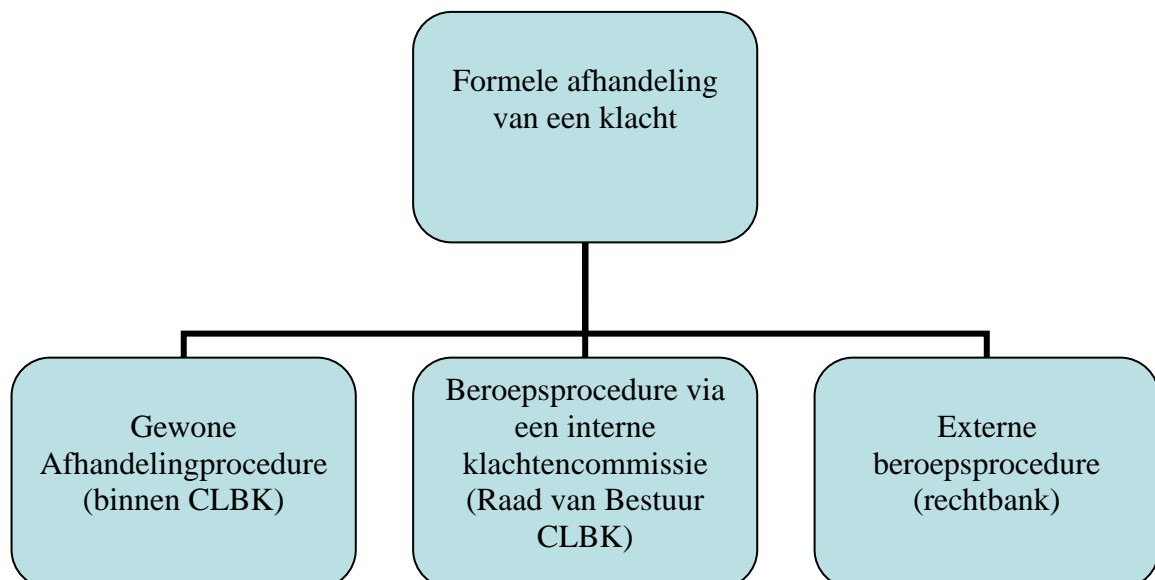 Formele afhandeling
van een klacht
Gewone
Afhandelingprocedure
(binnen CLBK)
Beroepsprocedure via
een interne
klachtencommissie
(Raad van Bestuur
CLBK)
Externe
beroepsprocedure
(rechtbank)